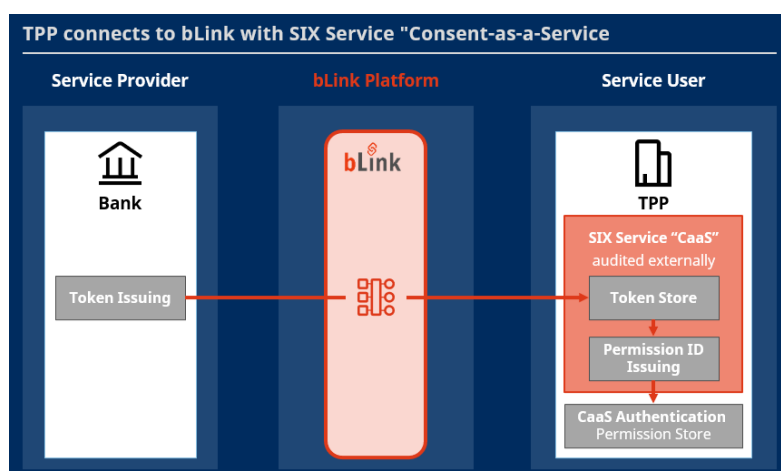 TPP connects to bLink with SIX Service "Consent-as-a-Service
Service Provider
bLink Platform
Service User
Bank
bLink
TPP
SIX Service “CaaS”
audited externally
Token Issuing
Token Store
Permission ID
Issuing
CaaS Authentication
Permission Store